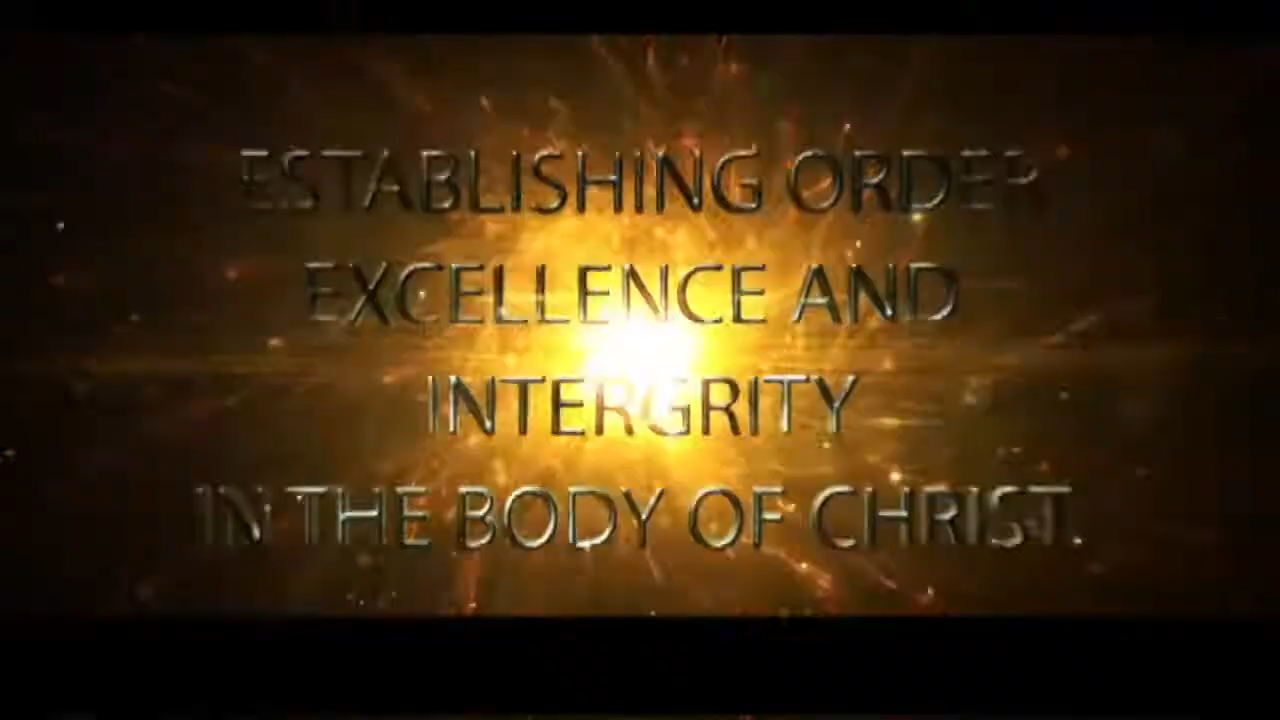 ESTABLISHING ORDER
EXCELLENCE AND
INTERGRITY
IN THE BODY OF CHRIST.